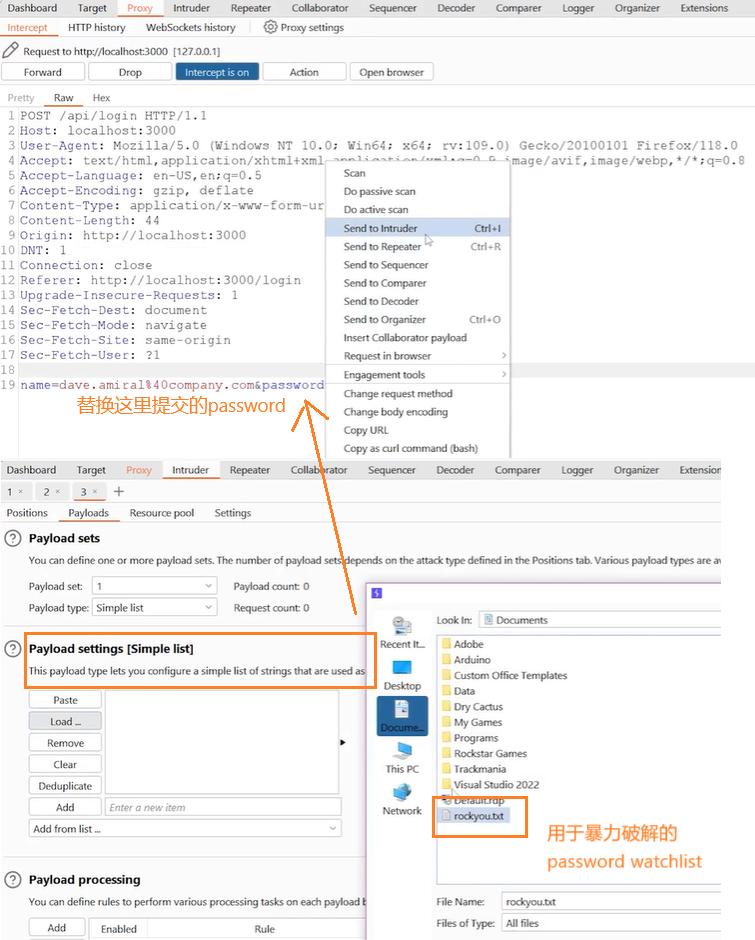 Dashboard Target Proxy Intruder Repeater Collaborator Sequencer Decoder Comparer Logger Organizer Extensions
Intercept HTTP history WebSockets history Proxy settings
Request to http://localhost:3000 [127.0.0.1]
Forward Drop Intercept is on Action Open browser
Pretty Raw Hex
1 POST /api/login HTTP/1.1
2 Host: localhost:3000
3 User-Agent: Mozilla/5.0 (Windows NT 10.0; Win64; x64; rv:109.0) Gecko/20100101 Firefox/118.0
4 Accept: text/html,application/xhtml+xml,application/xml;q=0.9,image/avif,image/webp,*/*;q=0.8
5 Accept-Language: en-US,en;q=0.5
6 Accept-Encoding: gzip, deflate
7 Content-Type: application/x-www-form-ur
8 Content-Length: 44
9 Origin: http://localhost:3000
10 DNT: 1
11 Connection: close
12 Referer: http://localhost:3000/login
13 Upgrade-Insecure-Requests: 1
14 Sec-Fetch-Dest: document
15 Sec-Fetch-Mode: navigate
16 Sec-Fetch-Site: same-origin
17 Sec-Fetch-User: ?1
18
19 name=dave.amiral%40company.com&password
替换这里提交的password
Scan
Do passive scan
Do active scan
Send to Intruder Ctrl+I
Send to Repeater Ctrl+R
Send to Sequencer
Send to Comparer
Send to Decoder
Send to Organizer Ctrl+O
Insert Collaborator payload
Request in browser
Engagement tools
Change request method
Change body encoding
Copy URL
Copy as curl command (bash)
Dashboard Target Proxy Intruder Repeater Collaborator Sequencer Decoder Comparer Logger Organizer Extension
1 × 2 × 3 × +
Positions Payloads Resource pool Settings
? Payload sets
You can define one or more payload sets. The number of payload sets depends on the attack type defined in the Positions tab. Various payload types are av
Payload set: 1 Payload count: 0
Payload type: Simple list Request count: 0
? Payload settings [Simple list]
This payload type lets you configure a simple list of strings that are used as
Paste
Load ...
Remove
Clear
Deduplicate
Add Enter a new item
Add from list ...
? Payload processing
You can define rules to perform various processing tasks on each payload b
Add Enabled Rule
Look In: Documents
Recent It...
Desktop
Docume...
This PC
Network
Adobe
Arduino
Custom Office Templates
Data
Dry Cactus
My Games
Programs
Rockstar Games
Trackmania
Visual Studio 2022
Default.rdp
rockyou.txt
用于暴力破解的
password watchlist
File Name: rockyou.txt
Files of Type: All files